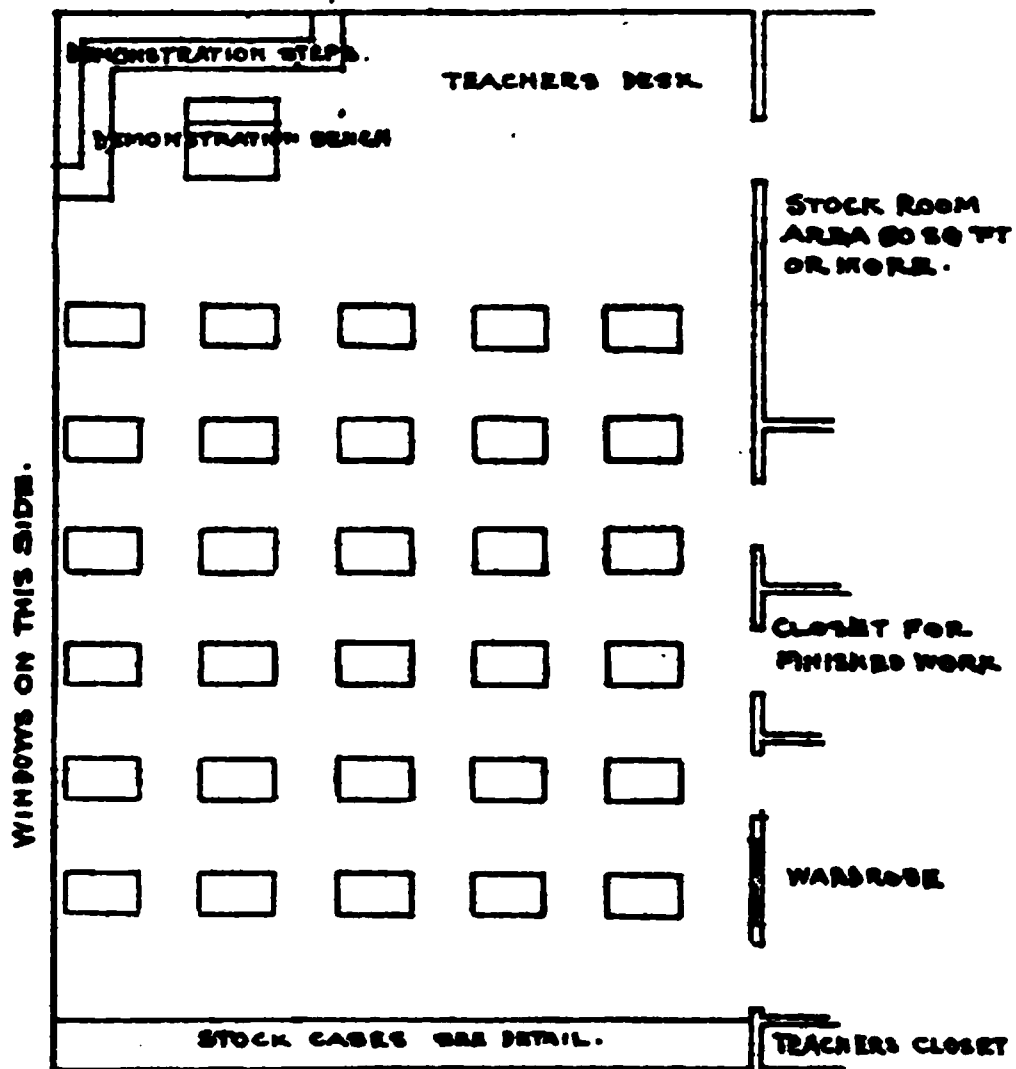 DEMONSTRATION STEPS.
TEACHERS DESK
DEMONSTRATION BENCH
STOCK ROOM
AREA 80 SQ FT
OR MORE.
WINDOWS ON THIS SIDE.
CLOSET FOR
FINISHED WORK
WARDROBE
STOCK CASES SEE DETAIL.
TEACHERS CLOSET